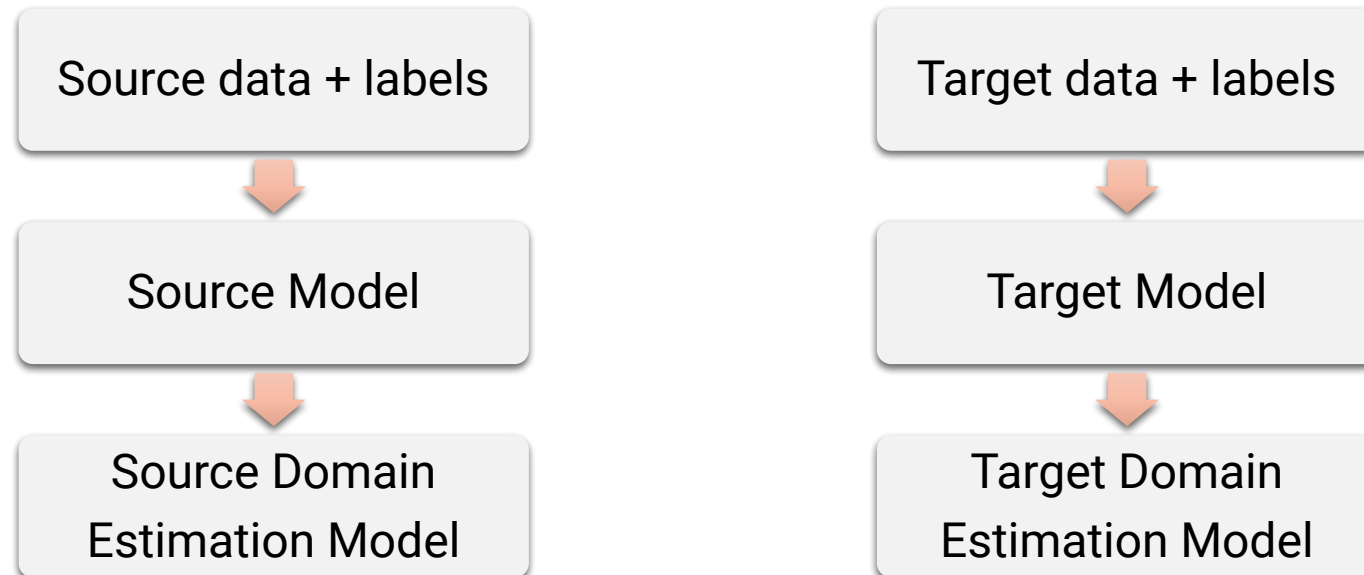 Source data + labels
Source Model
Source Domain
Estimation Model
Target data + labels
Target Model
Target Domain
Estimation Model